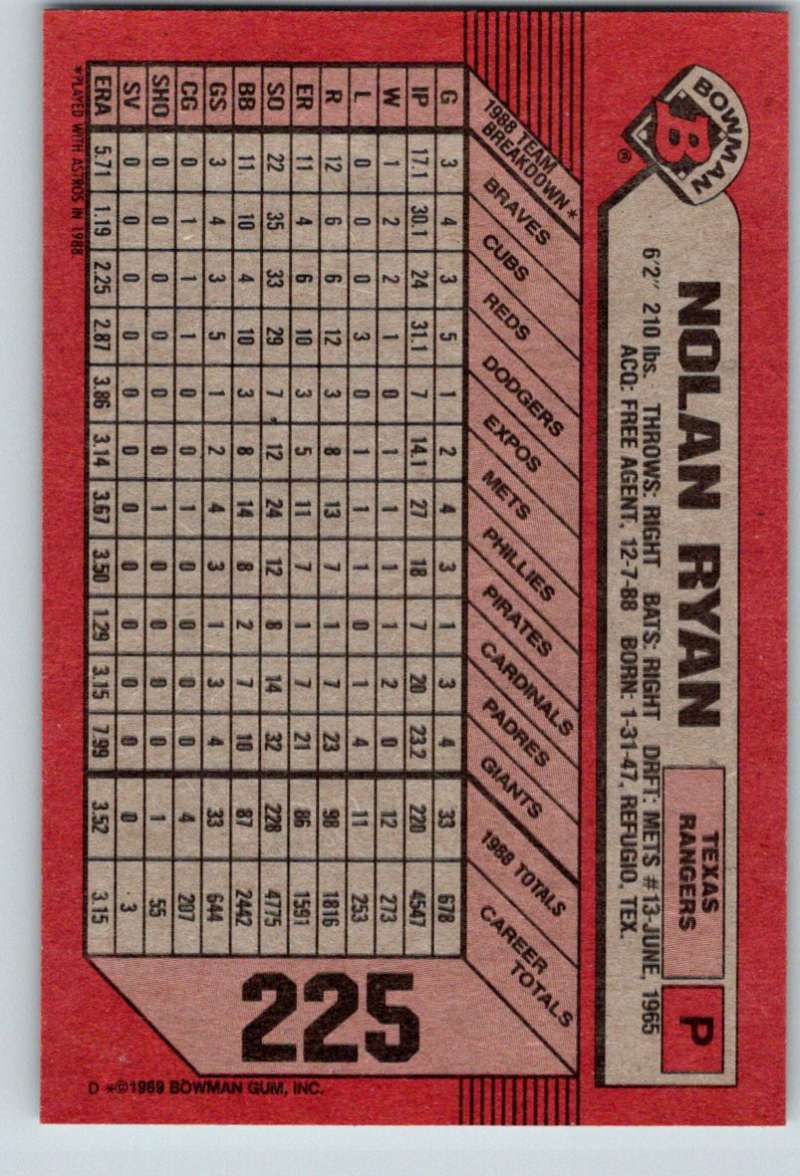 BOWMAN
B
®
NOLAN RYAN
TEXAS
RANGERS
P
6'2" 210 lbs. THROWS: RIGHT BATS: RIGHT DRFT: METS #13-JUNE, 1965
ACQ: FREE AGENT, 12-7-88 BORN: 1-31-47, REFUGIO, TEX.
1988 TEAM
BREAKDOWN*
BRAVES
CUBS
REDS
DODGERS
EXPOS
METS
PHILLIES
PIRATES
CARDINALS
PADRES
GIANTS
1988 TOTALS
CAREER
TOTALS
G 3 4 3 5 1 2 4 3 1 3 4 33 678
IP 17.1 30.1 24 31.1 7 14.1 27 18 7 20 23.2 220 4547
W 1 2 2 1 0 1 1 1 1 2 0 12 273
L 0 0 0 3 0 1 1 1 0 1 4 11 253
R 12 6 6 12 3 8 13 7 1 7 23 98 1816
ER 11 4 6 10 3 5 11 7 1 7 21 86 1591
SO 22 35 33 29 7 12 24 12 8 14 32 228 4775
BB 11 10 4 10 3 8 14 8 2 7 10 87 2442
GS 3 4 3 5 1 2 4 3 1 3 4 33 644
CG 0 1 1 1 0 0 1 0 0 0 0 4 207
SHO 0 0 0 0 0 0 1 0 0 0 0 1 55
SV 0 0 0 0 0 0 0 0 0 0 0 0 3
ERA 5.71 1.19 2.25 2.87 3.86 3.14 3.67 3.50 1.29 3.15 7.99 3.52 3.15
225
*PLAYED WITH ASTROS IN 1988.
D *©1989 BOWMAN GUM, INC.